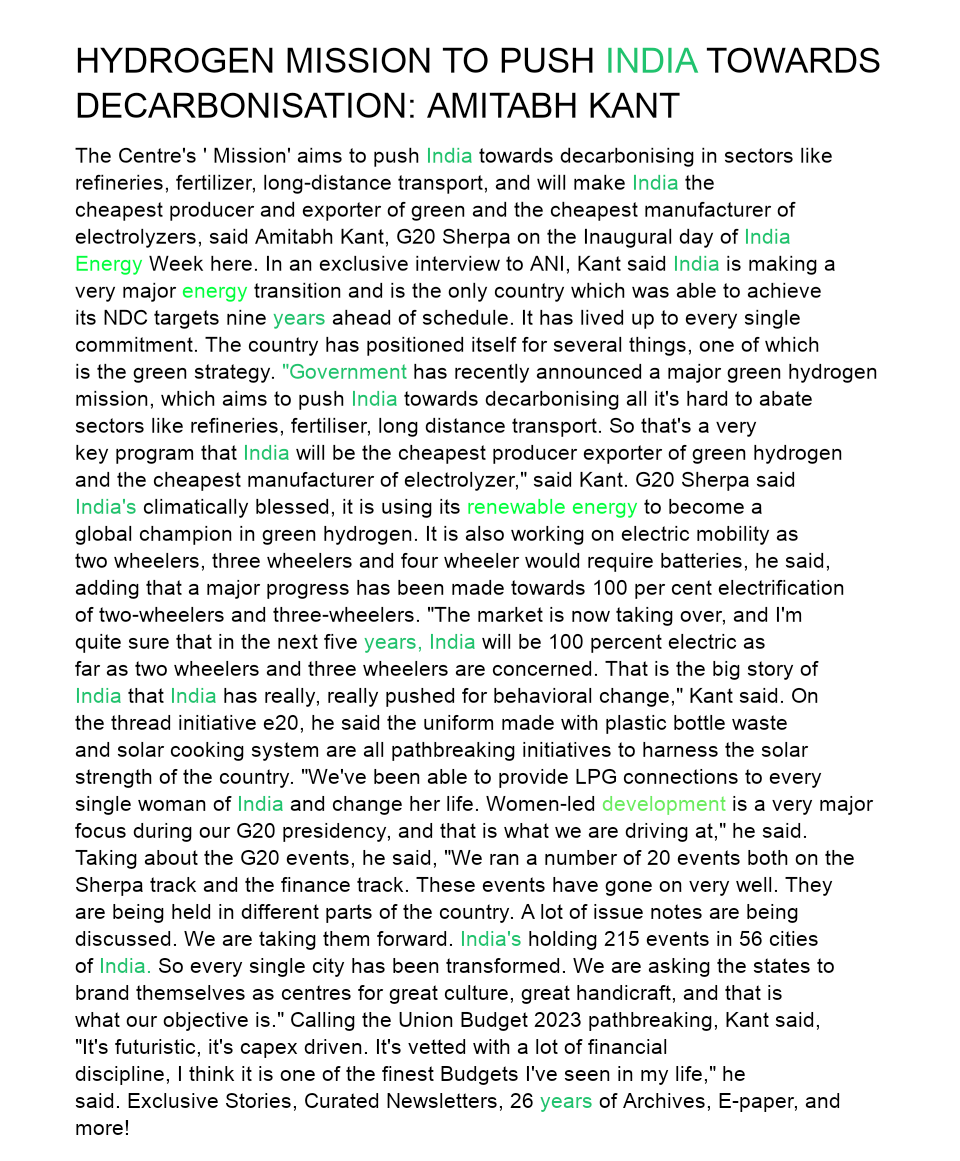 HYDROGEN MISSION TO PUSH INDIA TOWARDS
DECARBONISATION: AMITABH KANT
The Centre's ' Mission' aims to push India towards decarbonising in sectors like
refineries, fertilizer, long-distance transport, and will make India the
cheapest producer and exporter of green and the cheapest manufacturer of
electrolyzers, said Amitabh Kant, G20 Sherpa on the Inaugural day of India
Energy Week here. In an exclusive interview to ANI, Kant said India is making a
very major energy transition and is the only country which was able to achieve
its NDC targets nine years ahead of schedule. It has lived up to every single
commitment. The country has positioned itself for several things, one of which
is the green strategy. "Government has recently announced a major green hydrogen
mission, which aims to push India towards decarbonising all it's hard to abate
sectors like refineries, fertiliser, long distance transport. So that's a very
key program that India will be the cheapest producer exporter of green hydrogen
and the cheapest manufacturer of electrolyzer," said Kant. G20 Sherpa said
India's climatically blessed, it is using its renewable energy to become a
global champion in green hydrogen. It is also working on electric mobility as
two wheelers, three wheelers and four wheeler would require batteries, he said,
adding that a major progress has been made towards 100 per cent electrification
of two-wheelers and three-wheelers. "The market is now taking over, and I'm
quite sure that in the next five years, India will be 100 percent electric as
far as two wheelers and three wheelers are concerned. That is the big story of
India that India has really, really pushed for behavioral change," Kant said. On
the thread initiative e20, he said the uniform made with plastic bottle waste
and solar cooking system are all pathbreaking initiatives to harness the solar
strength of the country. "We've been able to provide LPG connections to every
single woman of India and change her life. Women-led development is a very major
focus during our G20 presidency, and that is what we are driving at," he said.
Taking about the G20 events, he said, "We ran a number of 20 events both on the
Sherpa track and the finance track. These events have gone on very well. They
are being held in different parts of the country. A lot of issue notes are being
discussed. We are taking them forward. India's holding 215 events in 56 cities
of India. So every single city has been transformed. We are asking the states to
brand themselves as centres for great culture, great handicraft, and that is
what our objective is." Calling the Union Budget 2023 pathbreaking, Kant said,
"It's futuristic, it's capex driven. It's vetted with a lot of financial
discipline, I think it is one of the finest Budgets I've seen in my life," he
said. Exclusive Stories, Curated Newsletters, 26 years of Archives, E-paper, and
more!